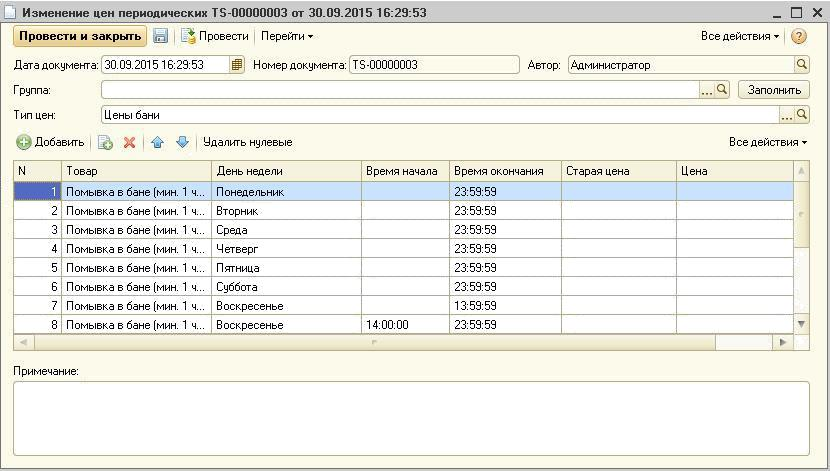 Изменение цен периодических TS-00000003 от 30.09.2015 16:29:53
Провести и закрыть Провести Перейти Все действия
Дата документа: 30.09.2015 16:29:53 Номер документа: TS-00000003 Автор: Администратор
Группа: ... Заполнить
Тип цен: Цены бани ...
Добавить Удалить нулевые Все действия
N Товар День недели Время начала Время окончания Старая цена Цена
1 Помывка в бане (мин. 1 ч... Понедельник 23:59:59
2 Помывка в бане (мин. 1 ч... Вторник 23:59:59
3 Помывка в бане (мин. 1 ч... Среда 23:59:59
4 Помывка в бане (мин. 1 ч... Четверг 23:59:59
5 Помывка в бане (мин. 1 ч... Пятница 23:59:59
6 Помывка в бане (мин. 1 ч... Суббота 23:59:59
7 Помывка в бане (мин. 1 ч... Воскресенье 13:59:59
8 Помывка в бане (мин. 1 ч... Воскресенье 14:00:00 23:59:59
Примечание: